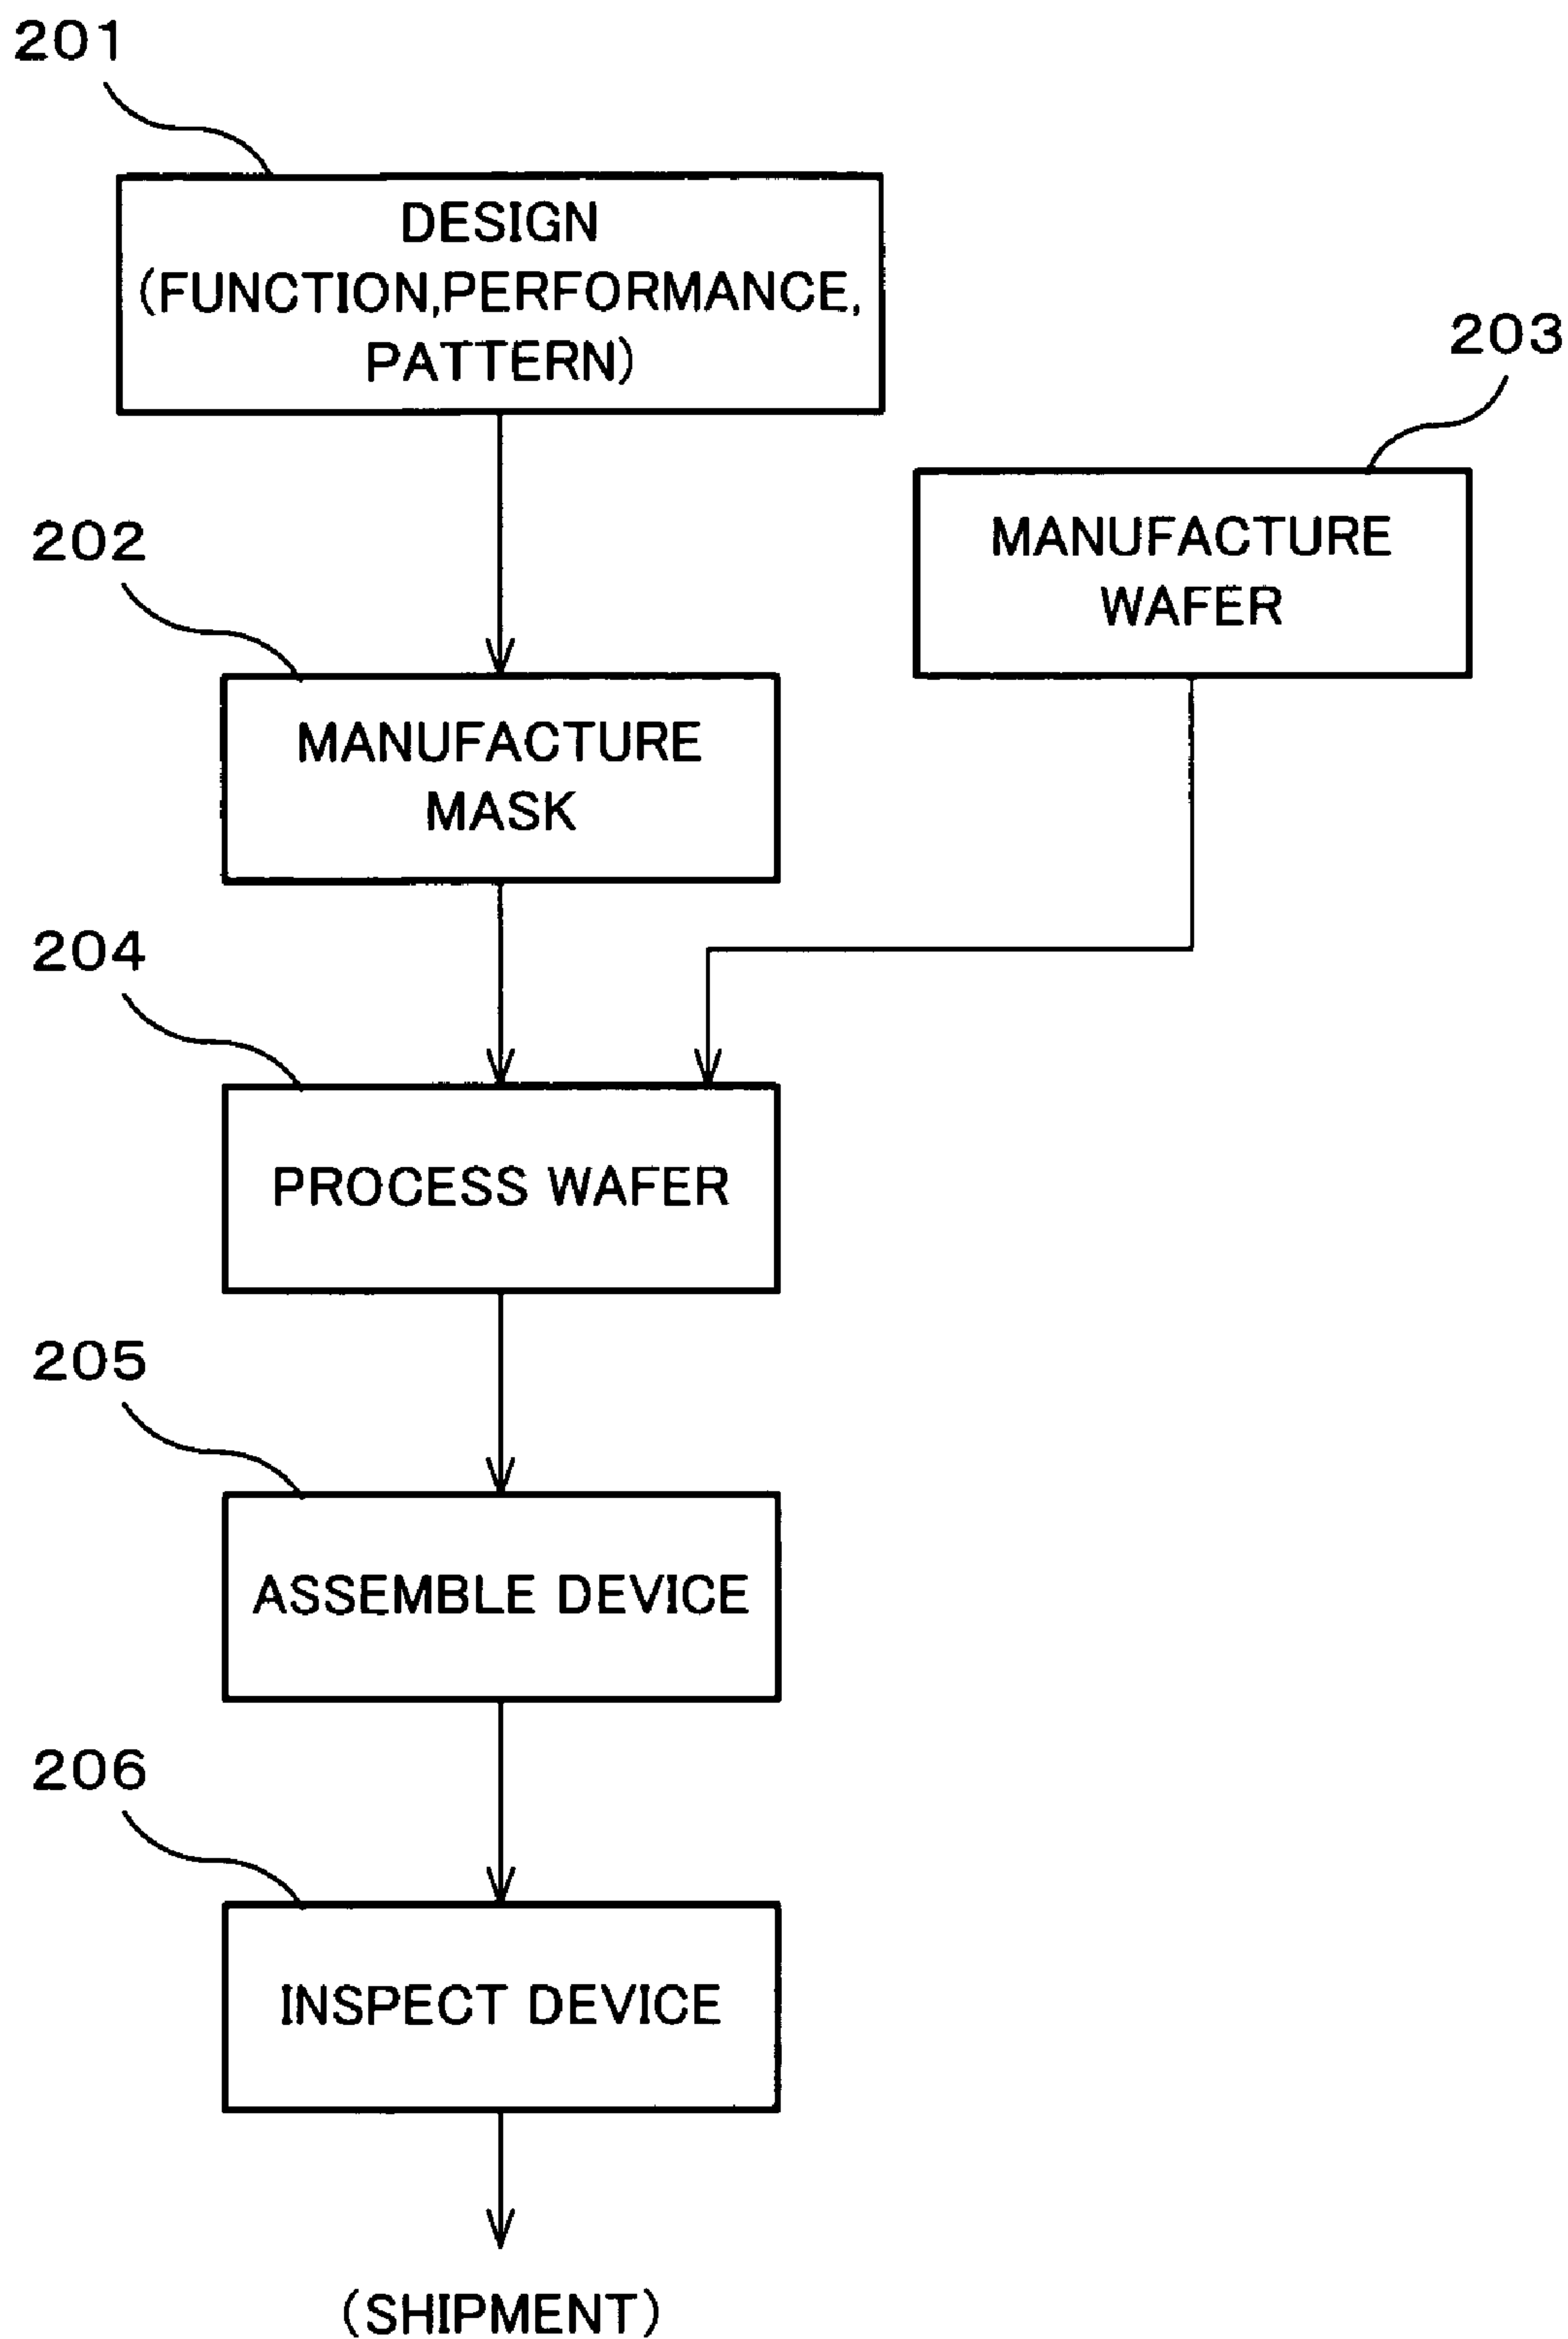 201
DESIGN
(FUNCTION,PERFORMANCE,
PATTERN)
203
MANUFACTURE
WAFER
202
MANUFACTURE
MASK
204
PROCESS WAFER
205
ASSEMBLE DEVICE
206
INSPECT DEVICE
(SHIPMENT)